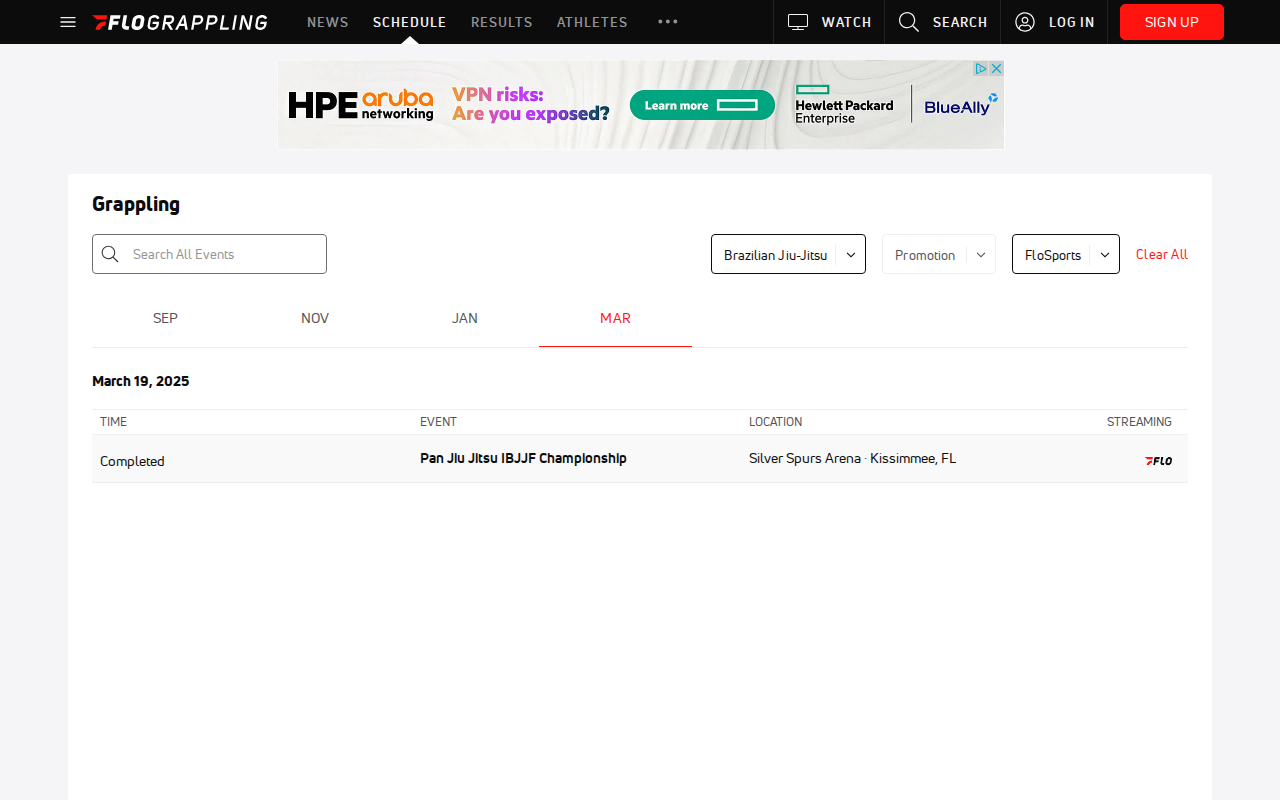 FLOGRAPPLING NEWS SCHEDULE RESULTS ATHLETES WATCH SEARCH LOG IN SIGN UP
HPE aruba networking
VPN risks:
Are you exposed?
Learn more
Hewlett Packard
Enterprise
BlueAlly
Grappling
Search All Events Brazilian Jiu-Jitsu Promotion FloSports Clear All
SEP NOV JAN MAR
March 19, 2025
TIME EVENT LOCATION STREAMING
Completed Pan Jiu Jitsu IBJJF Championship Silver Spurs Arena · Kissimmee, FL FLO